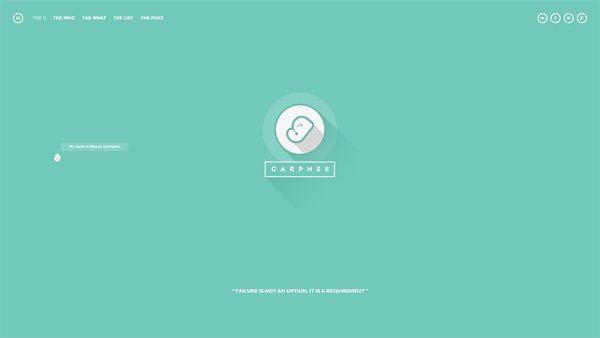 THE G THE WHO THE WHAT THE LIST THE POKE
My name is
GARPHEE
" FAILURE IS NOT AN OPTION, IT IS A REQUIREMENT "